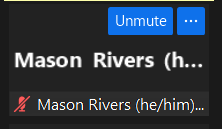 Unmute ...
Mason Rivers (h...
Mason Rivers (he/him)...